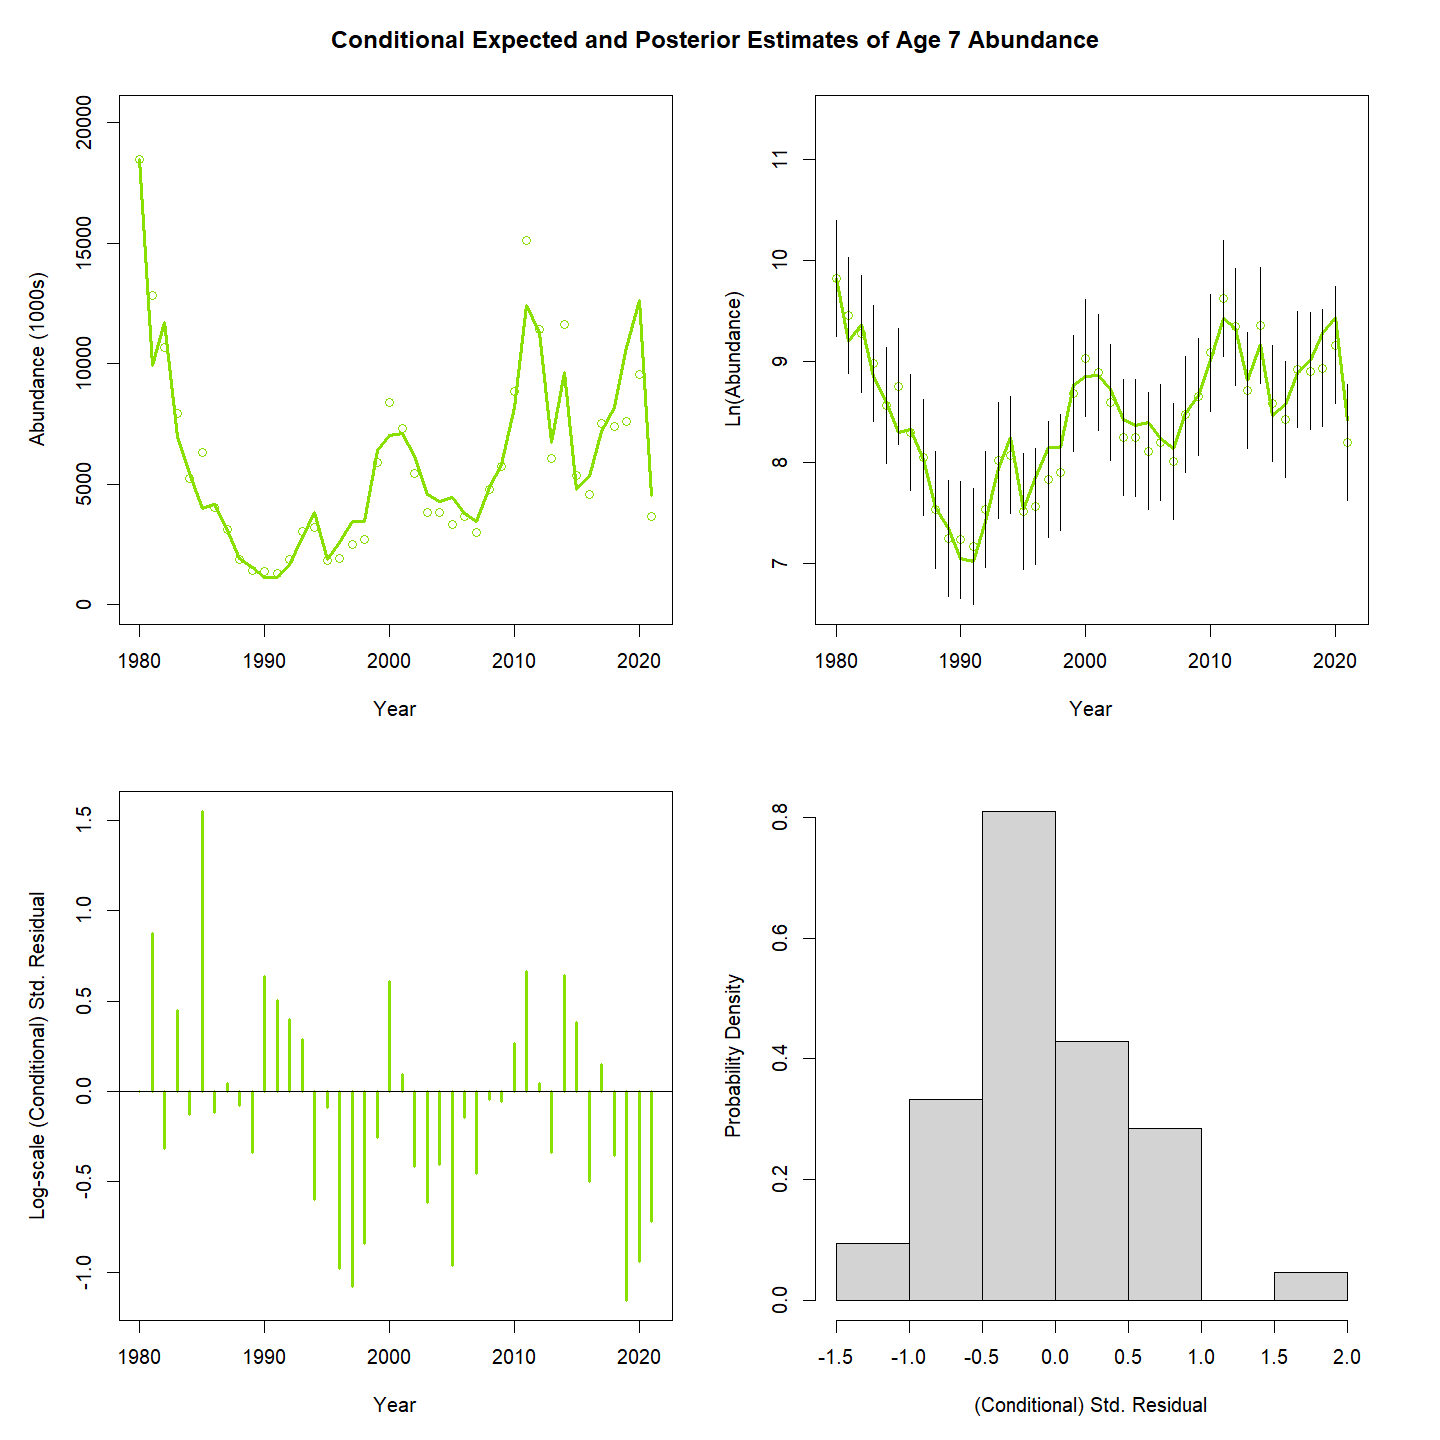 Conditional Expected and Posterior Estimates of Age 7 Abundance
Abundance (1000s)
20000
15000
10000
5000
0
1980 1990 2000 2010 2020
Year
Ln(Abundance)
11
10
9
8
7
1980 1990 2000 2010 2020
Year
Log-scale (Conditional) Std. Residual
1.5
1.0
0.5
0.0
-0.5
-1.0
1980 1990 2000 2010 2020
Year
Probability Density
0.8
0.6
0.4
0.2
0.0
-1.5 -1.0 -0.5 0.0 0.5 1.0 1.5 2.0
(Conditional) Std. Residual